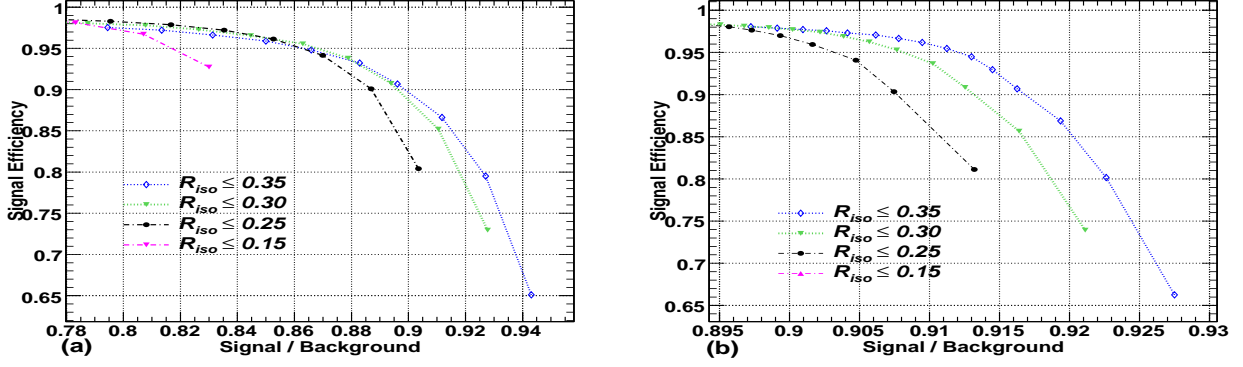 1
0.95
0.9
0.85
0.8
0.75
0.7
0.65
Signal Efficiency
R_iso ≤ 0.35
R_iso ≤ 0.30
R_iso ≤ 0.25
R_iso ≤ 0.15
0.78 0.8 0.82 0.84 0.86 0.88 0.9 0.92 0.94
(a) Signal / Background
1
0.95
0.9
0.85
0.8
0.75
0.7
0.65
Signal Efficiency
R_iso ≤ 0.35
R_iso ≤ 0.30
R_iso ≤ 0.25
R_iso ≤ 0.15
0.895 0.9 0.905 0.91 0.915 0.92 0.925 0.93
(b) Signal / Background